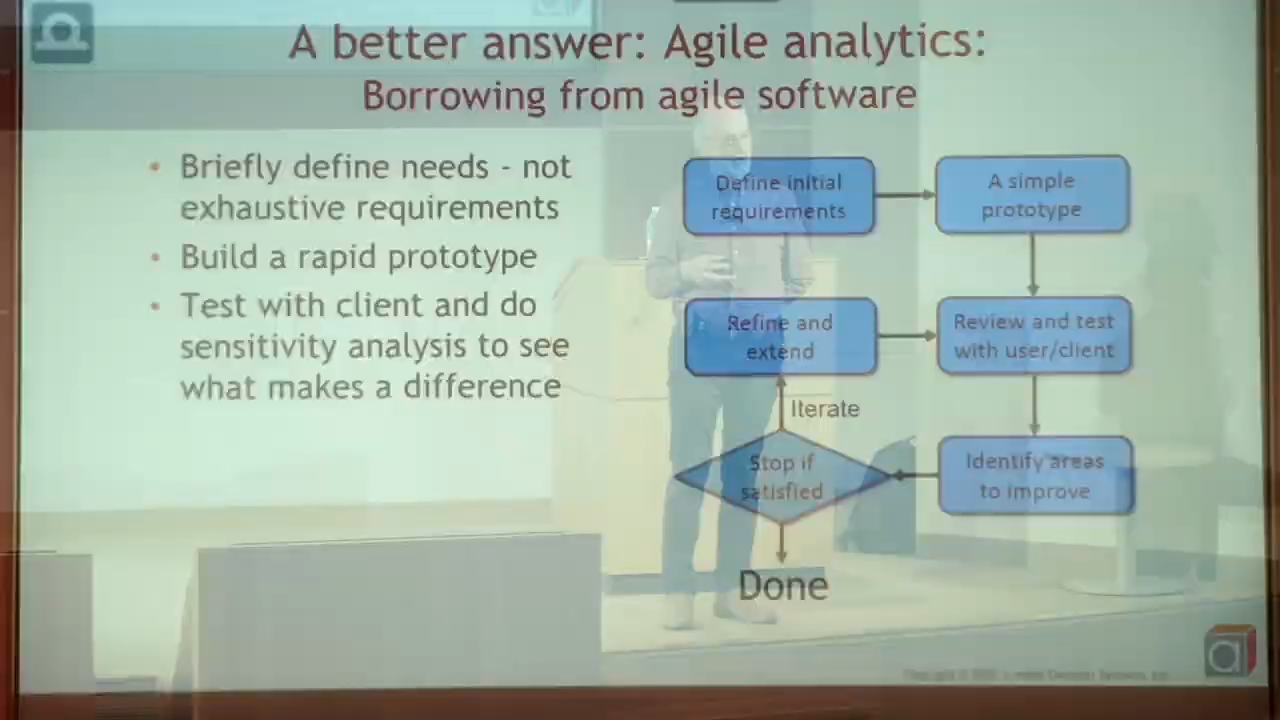 A better answer: Agile analytics:
Borrowing from agile software
• Briefly define needs - not
exhaustive requirements
• Build a rapid prototype
• Test with client and do
sensitivity analysis to see
what makes a difference
Define initial
requirements
A simple
prototype
Refine and
extend
Review and test
with user/client
Iterate
Stop if
satisfied
Identify areas
to improve
Done